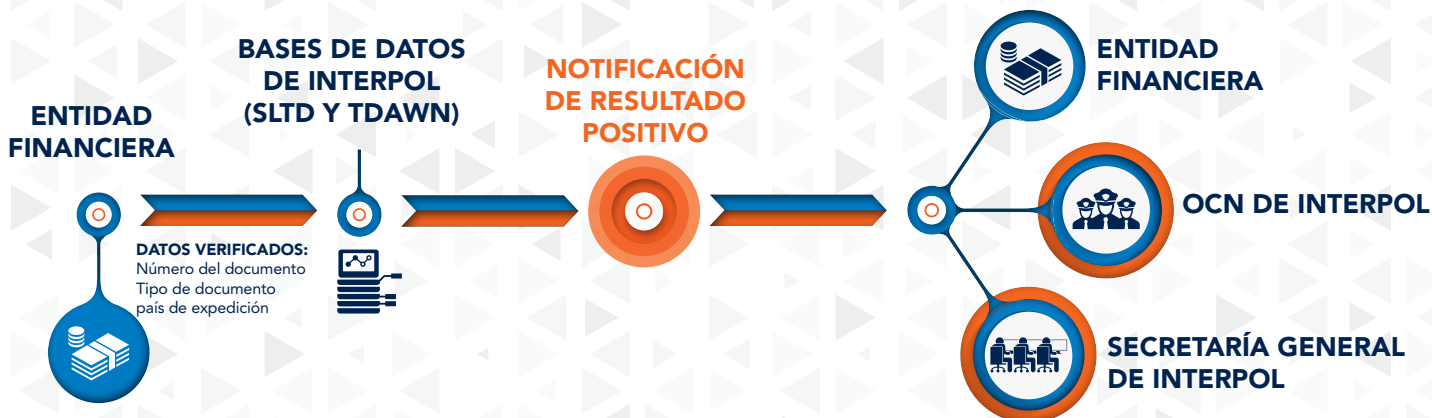 ENTIDAD
FINANCIERA
DATOS VERIFICADOS:
Número del documento
Tipo de documento
país de expedición
BASES DE DATOS
DE INTERPOL
(SLTD Y TDAWN)
NOTIFICACIÓN
DE RESULTADO
POSITIVO
ENTIDAD
FINANCIERA
OCN DE INTERPOL
SECRETARÍA GENERAL
DE INTERPOL